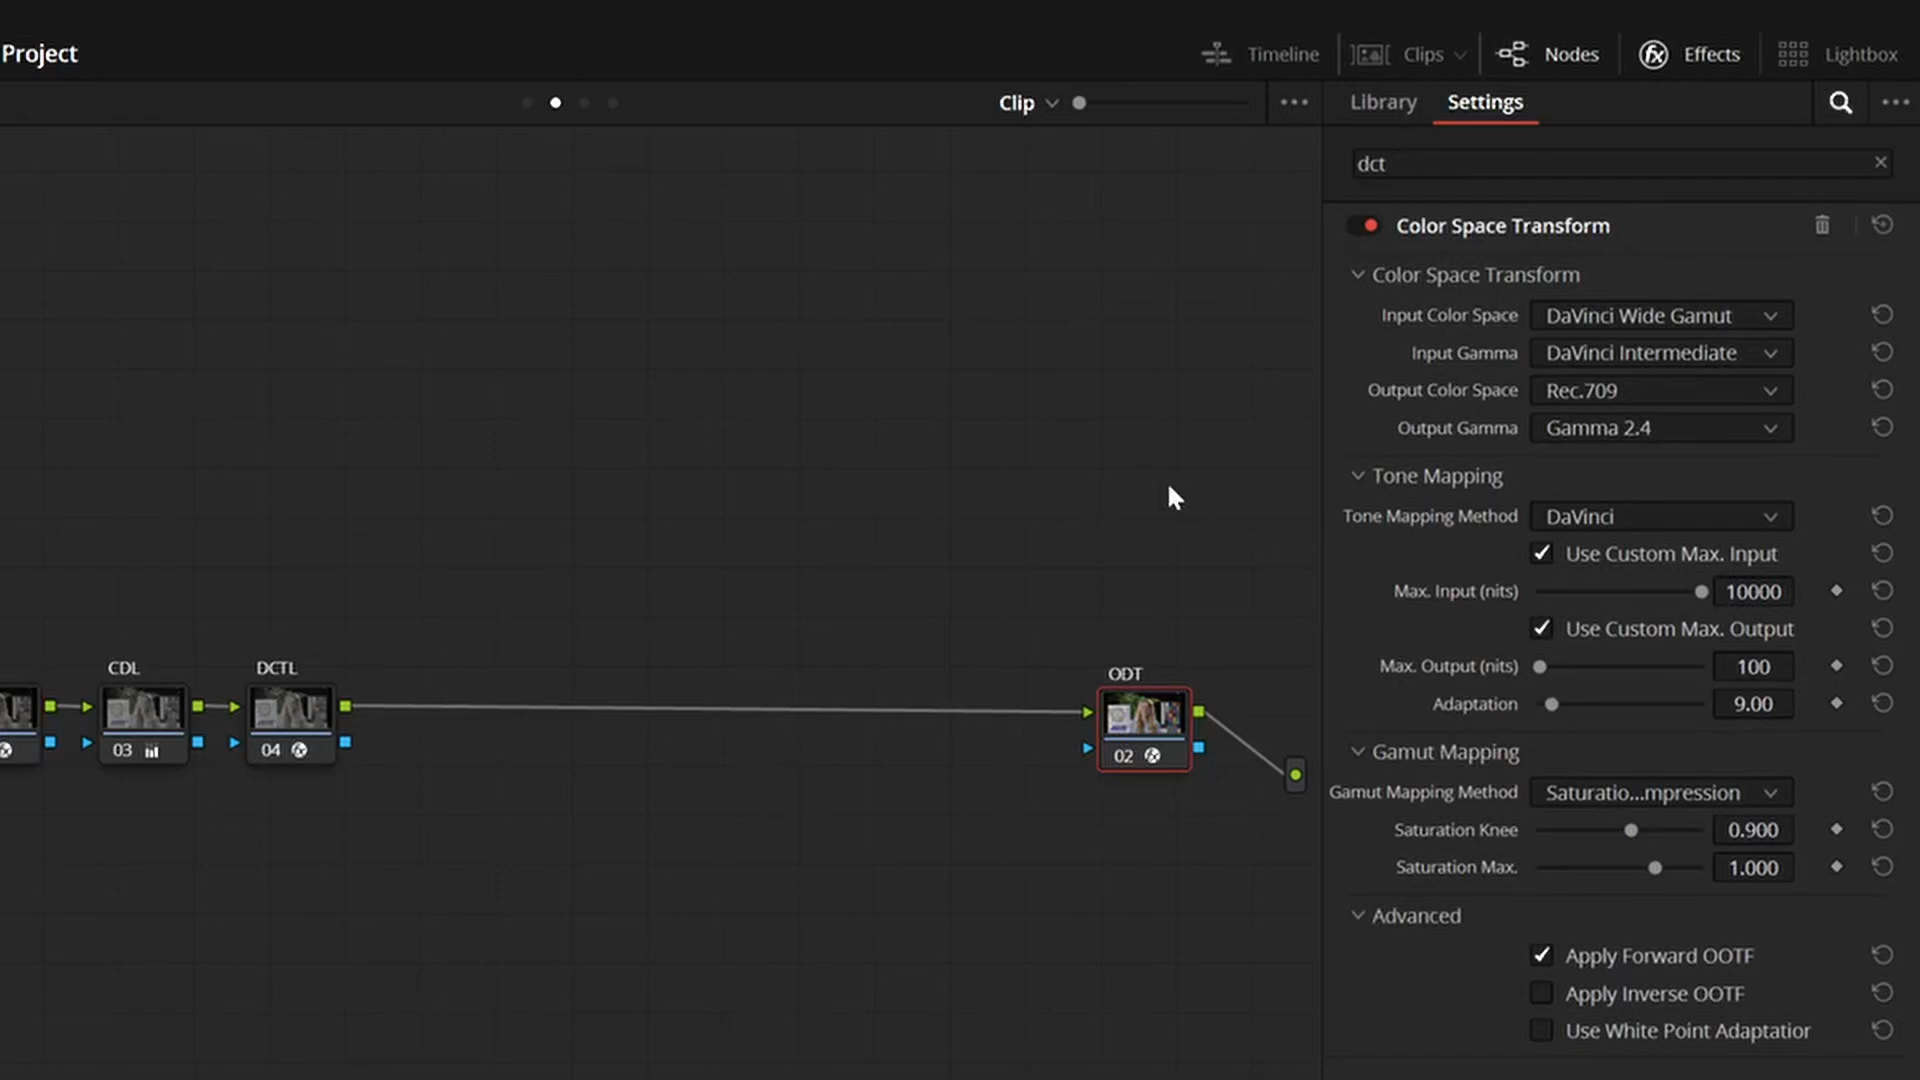 Project
Timeline
Clips
Nodes
Effects
Lightbox
Clip
Library
Settings
dct
Color Space Transform
Color Space Transform
Input Color Space DaVinci Wide Gamut
Input Gamma DaVinci Intermediate
Output Color Space Rec.709
Output Gamma Gamma 2.4
Tone Mapping
Tone Mapping Method DaVinci
Use Custom Max. Input
Max. Input (nits) 10000
Use Custom Max. Output
Max. Output (nits) 100
Adaptation 9.00
Gamut Mapping
Gamut Mapping Method Saturatio...mpression
Saturation Knee 0.900
Saturation Max. 1.000
Advanced
Apply Forward OOTF
Apply Inverse OOTF
Use White Point Adaptatior
CDL
03
DCTL
04
ODT
02